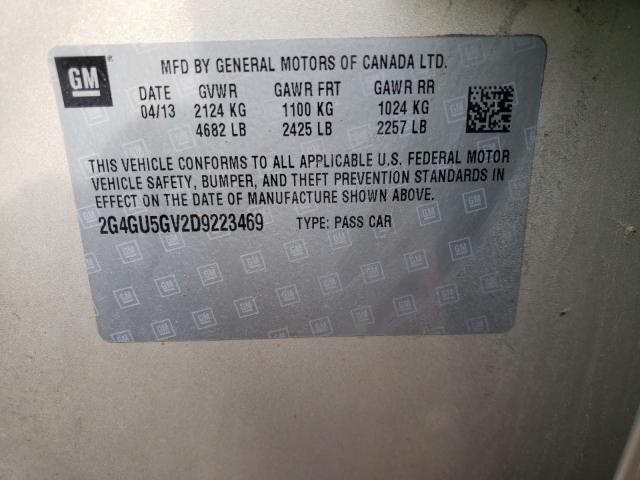 GM
MFD BY GENERAL MOTORS OF CANADA LTD.
DATE GVWR GAWR FRT GAWR RR
04/13 2124 KG 1100 KG 1024 KG
4682 LB 2425 LB 2257 LB
THIS VEHICLE CONFORMS TO ALL APPLICABLE U.S. FEDERAL MOTOR
VEHICLE SAFETY, BUMPER, AND THEFT PREVENTION STANDARDS IN
EFFECT ON THE DATE OF MANUFACTURE SHOWN ABOVE.
2G4GU5GV2D9223469 TYPE: PASS CAR